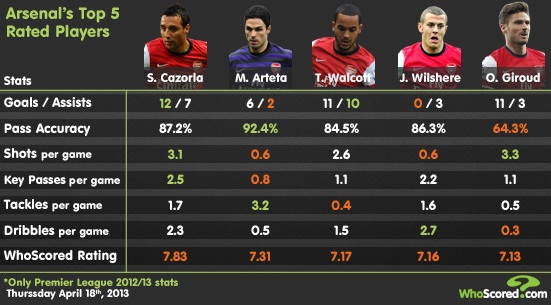 Arsenal's Top 5
Rated Players
Stats S. Cazorla M. Arteta T. Walcott J. Wilshere O. Giroud
Goals / Assists 12 / 7 6 / 2 11 / 10 0 / 3 11 / 3
Pass Accuracy 87.2% 92.4% 84.5% 86.3% 64.3%
Shots per game 3.1 0.6 2.6 0.6 3.3
Key Passes per game 2.5 0.8 1.1 2.2 1.1
Tackles per game 1.7 3.2 0.4 1.6 0.5
Dribbles per game 2.3 0.5 1.5 2.7 0.3
WhoScored Rating 7.83 7.31 7.17 7.16 7.13
*Only Premier League 2012/13 stats
Thurssday April 18th, 2013
WhoScored.com